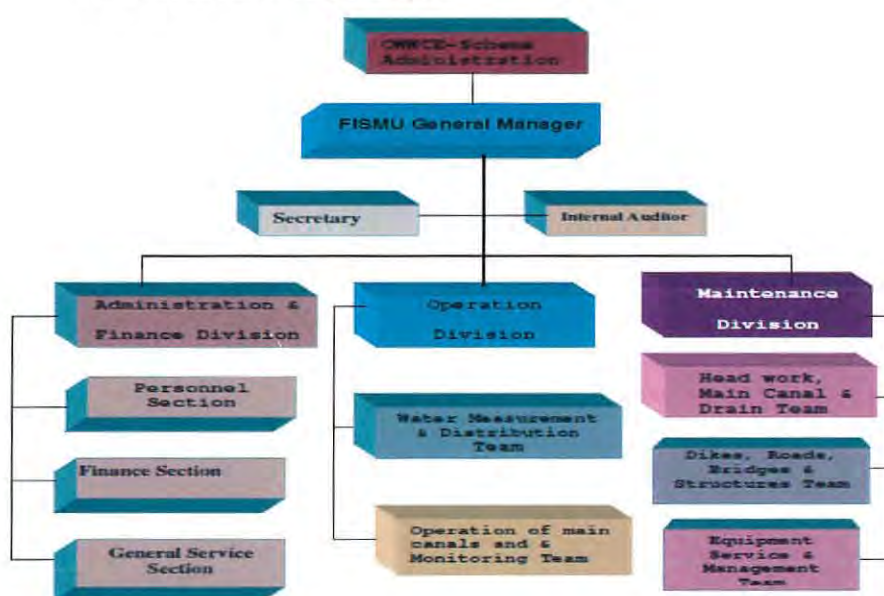 OWWCE-Scheme
Administration
FISMU General Manager
Secretary
Internal Auditor
Administration &
Finance Division
Operation
Division
Maintenance
Division
Personnel
Section
Finance Section
General Service
Section
Water Measurement
& Distribution
Team
Operation of main
canals and &
Monitoring Team
Head work,
Main Canal &
Drain Team
Dikes, Roads,
Bridges &
Structures Team
Equipment
Service &
Management
Team